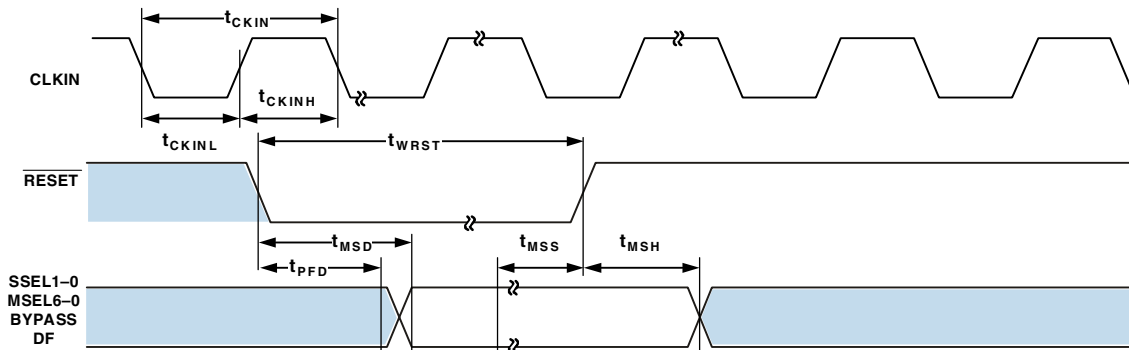 tCKIN
CLKIN
tCKINH
tCKINL
tWRST
RESET
tMSD
tMSS
tMSH
tPFD
SSEL1–0
MSEL6–0
BYPASS
DF